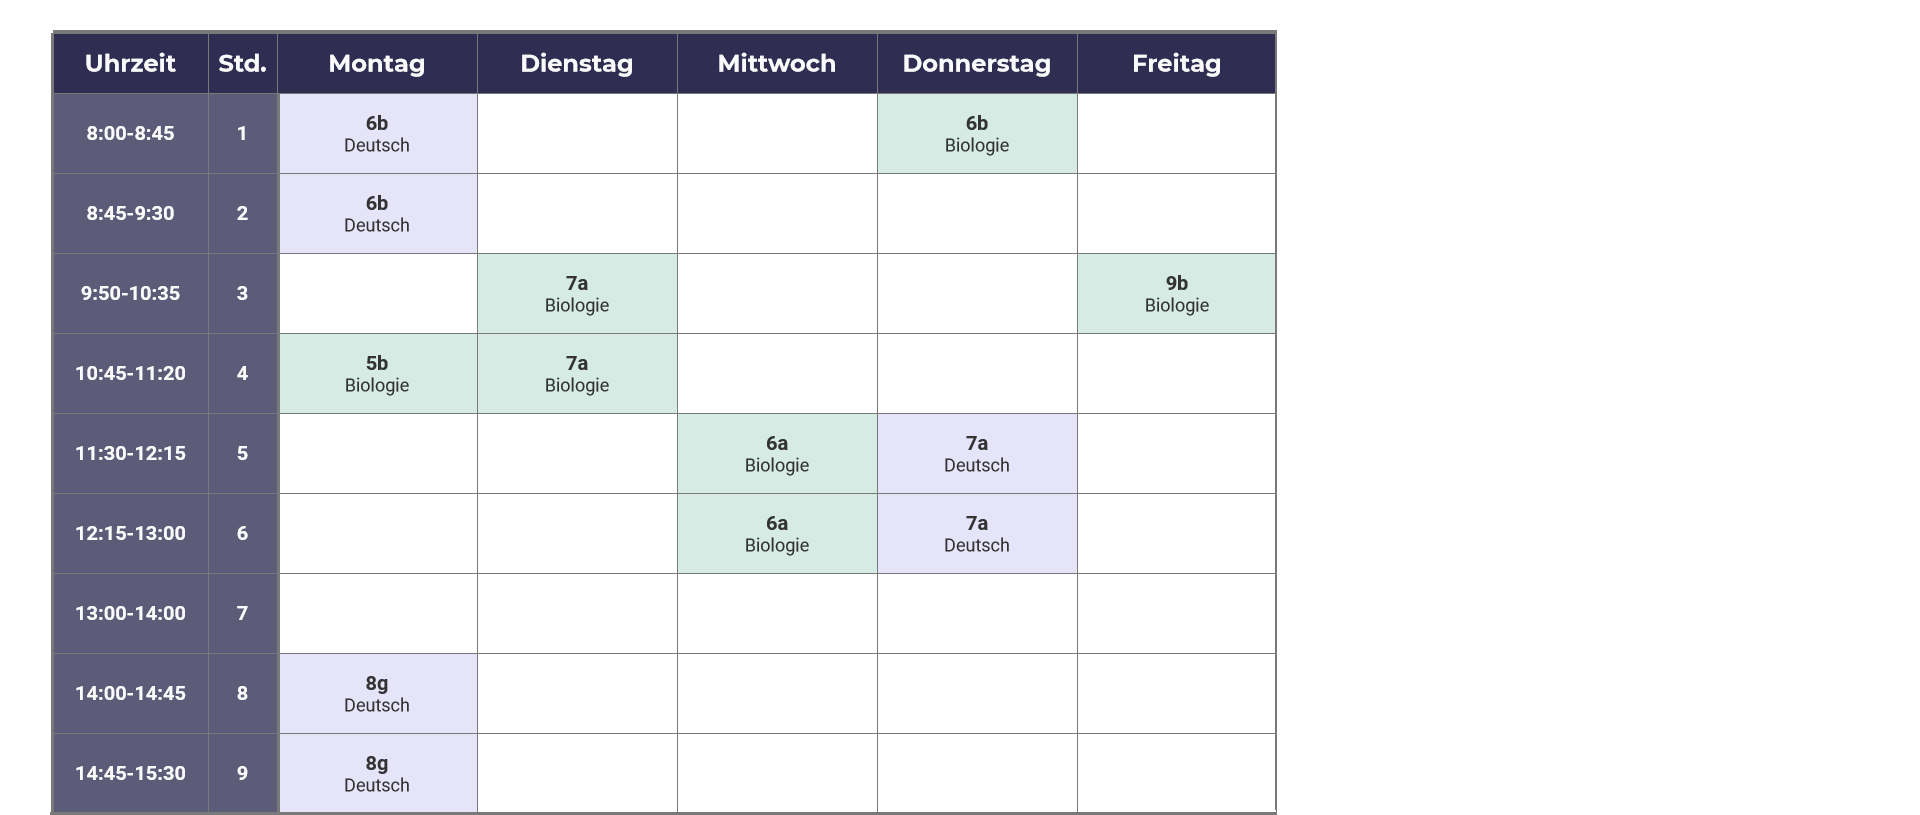 Uhrzeit Std. Montag Dienstag Mittwoch Donnerstag Freitag
8:00-8:45 1 6b Deutsch 6b Biologie
8:45-9:30 2 6b Deutsch
9:50-10:35 3 7a Biologie 9b Biologie
10:45-11:20 4 5b Biologie 7a Biologie
11:30-12:15 5 6a Biologie 7a Deutsch
12:15-13:00 6 6a Biologie 7a Deutsch
13:00-14:00 7
14:00-14:45 8 8g Deutsch
14:45-15:30 9 8g Deutsch